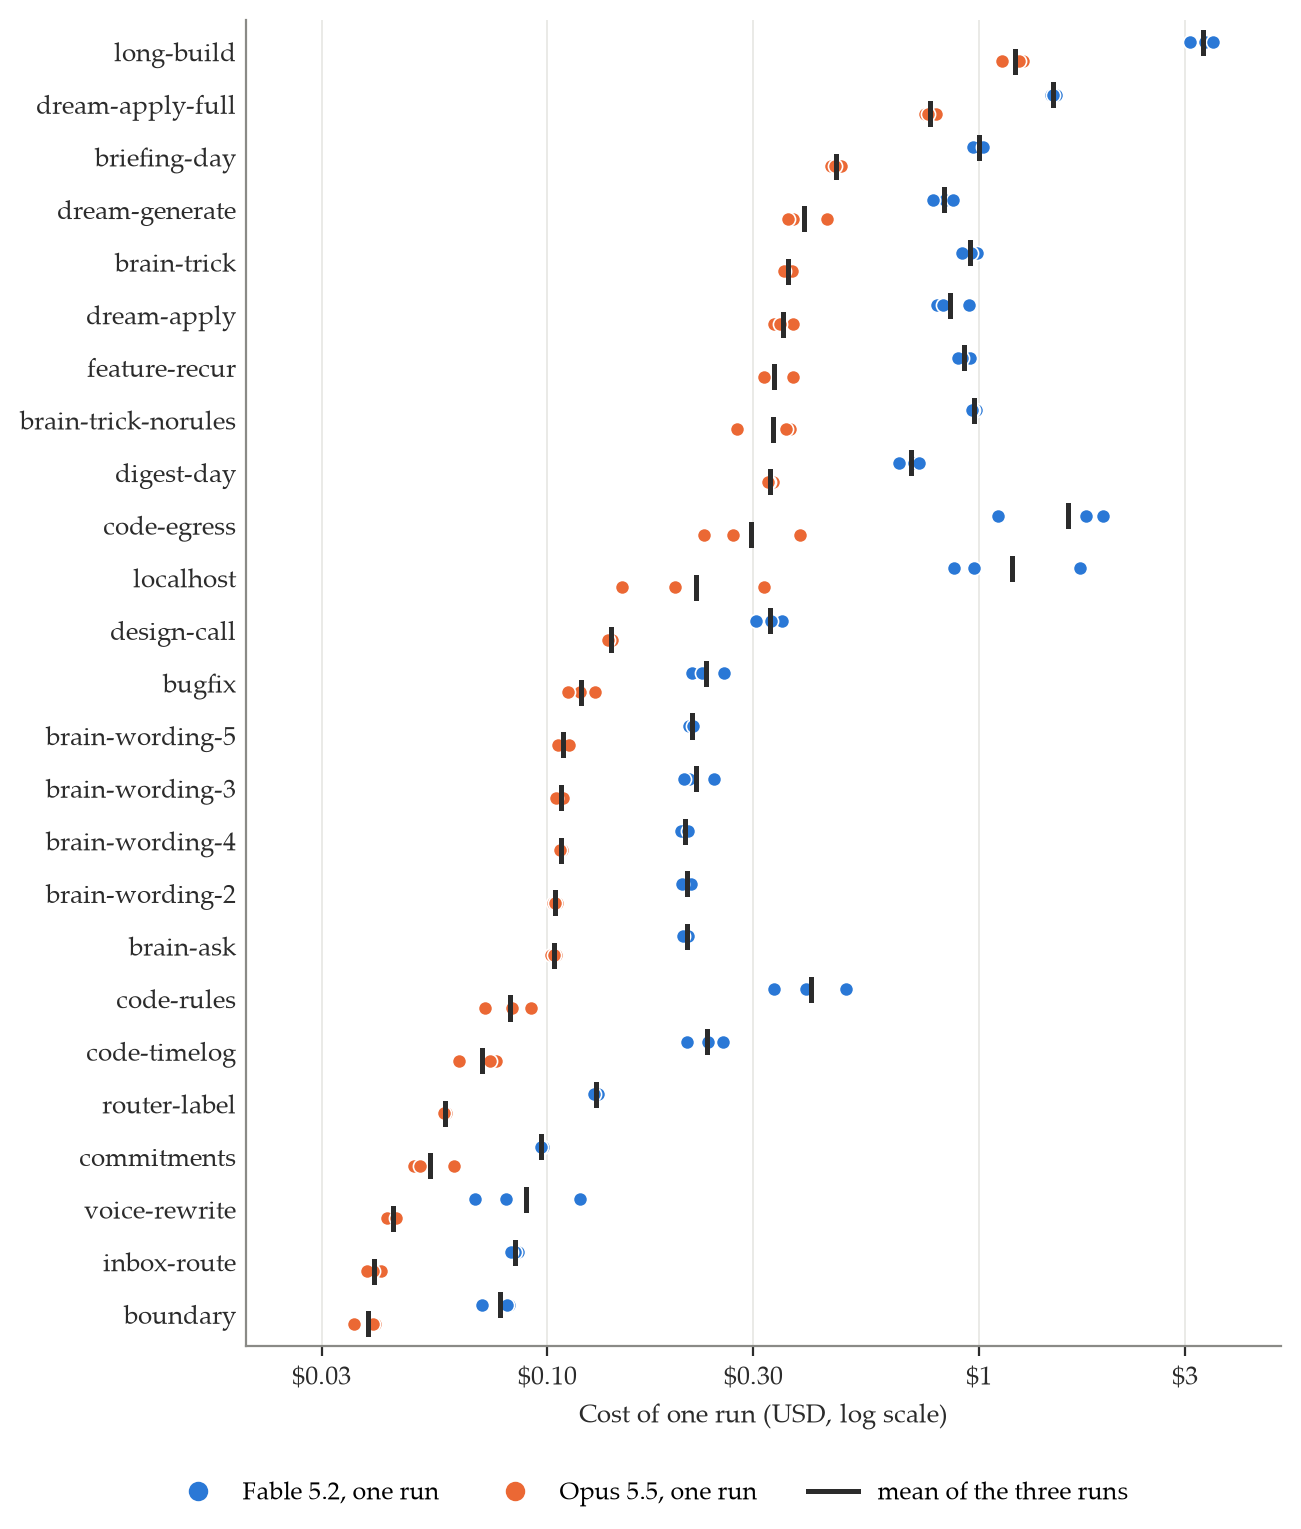 long-build
dream-apply-full
briefing-day
dream-generate
brain-trick
dream-apply
feature-recur
brain-trick-norules
digest-day
code-egress
localhost
design-call
bugfix
brain-wording-5
brain-wording-3
brain-wording-4
brain-wording-2
brain-ask
code-rules
code-timelog
router-label
commitments
voice-rewrite
inbox-route
boundary
$0.03 $0.10 $0.30 $1 $3
Cost of one run (USD, log scale)
Fable 5.2, one run Opus 5.5, one run mean of the three runs